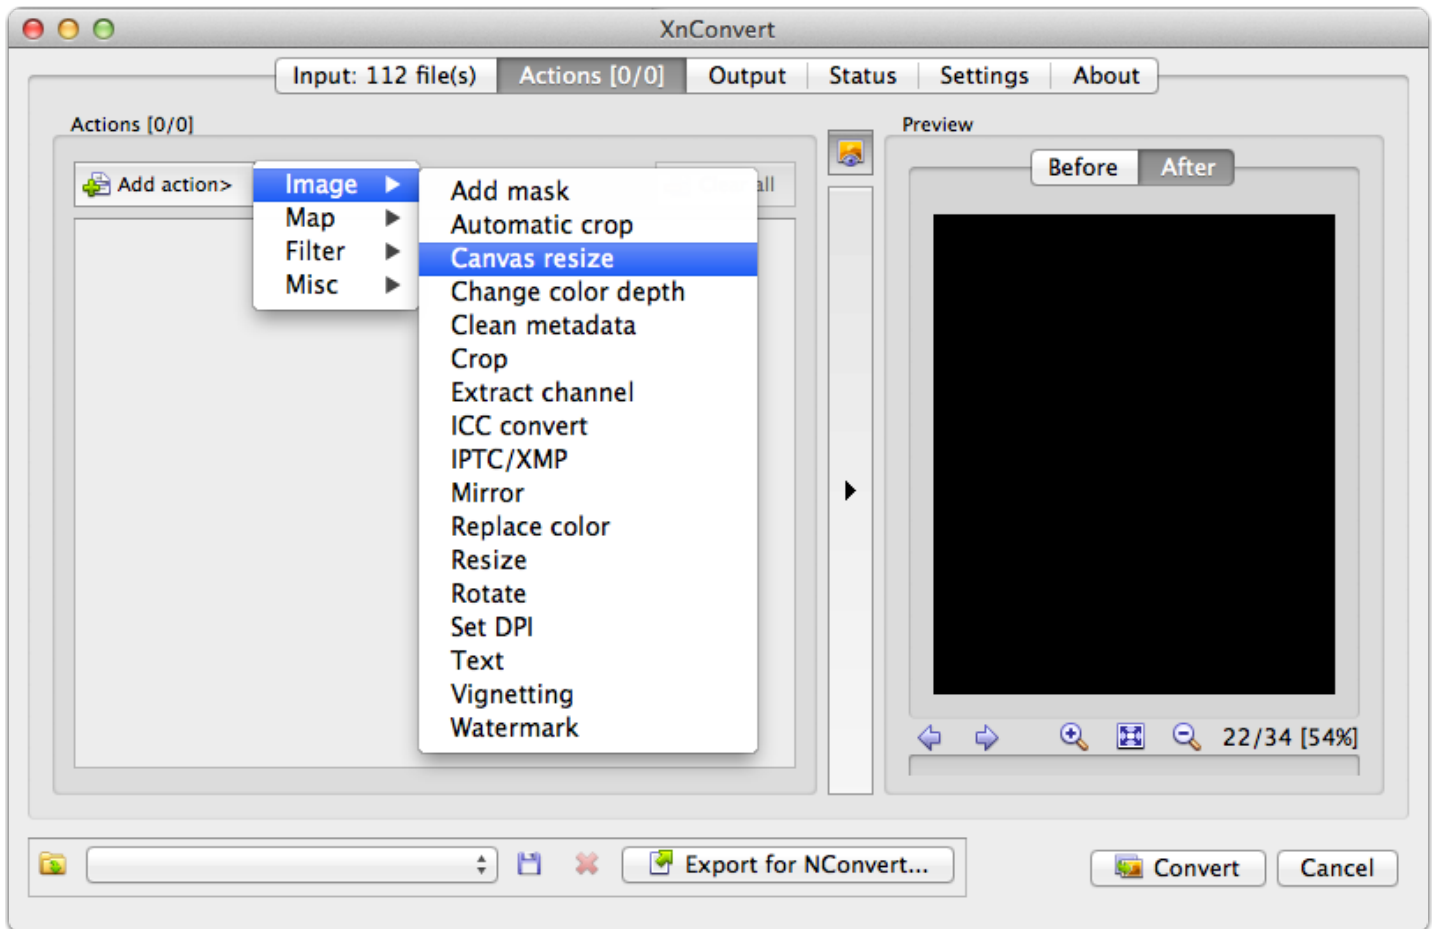 XnConvert
Input: 112 file(s) Actions [0/0] Output Status Settings About
Actions [0/0]
Preview
Add action>
all
Before After
Image
Map
Filter
Misc
Add mask
Automatic crop
Canvas resize
Change color depth
Clean metadata
Crop
Extract channel
ICC convert
IPTC/XMP
Mirror
Replace color
Resize
Rotate
Set DPI
Text
Vignetting
Watermark
22/34 [54%]
Export for NConvert...
Convert
Cancel